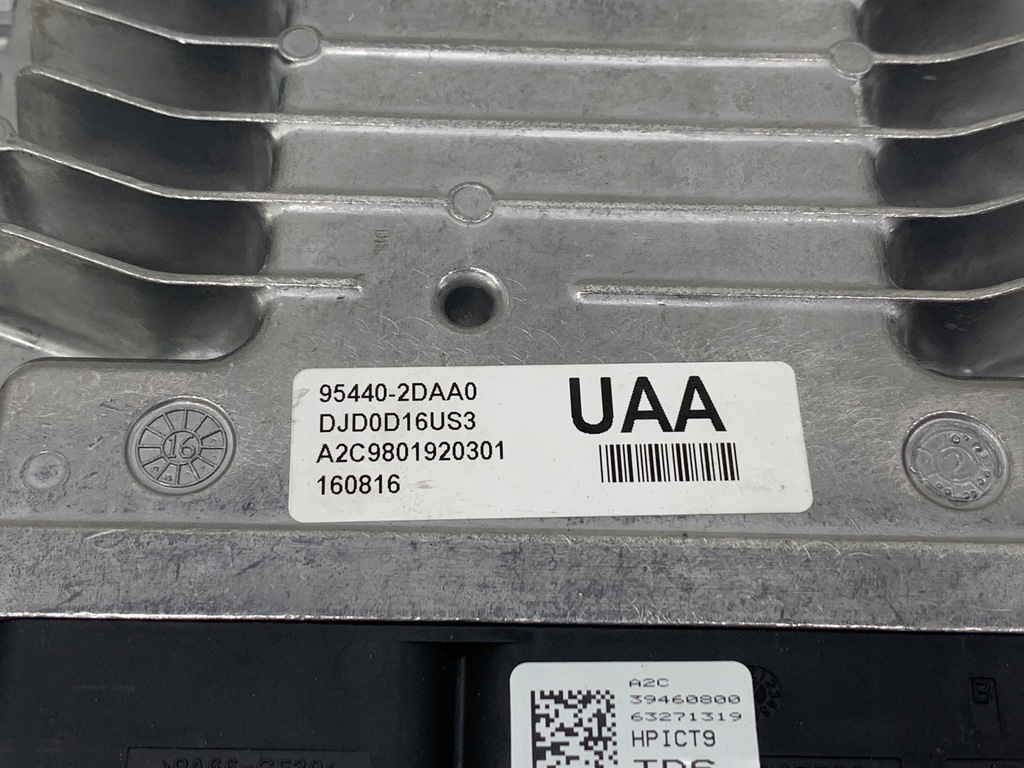 95440-2DAA0
UAA
DJD0D16US3
A2C9801920301
160816
16
2
A2C
39460800
63271319
HPICT9